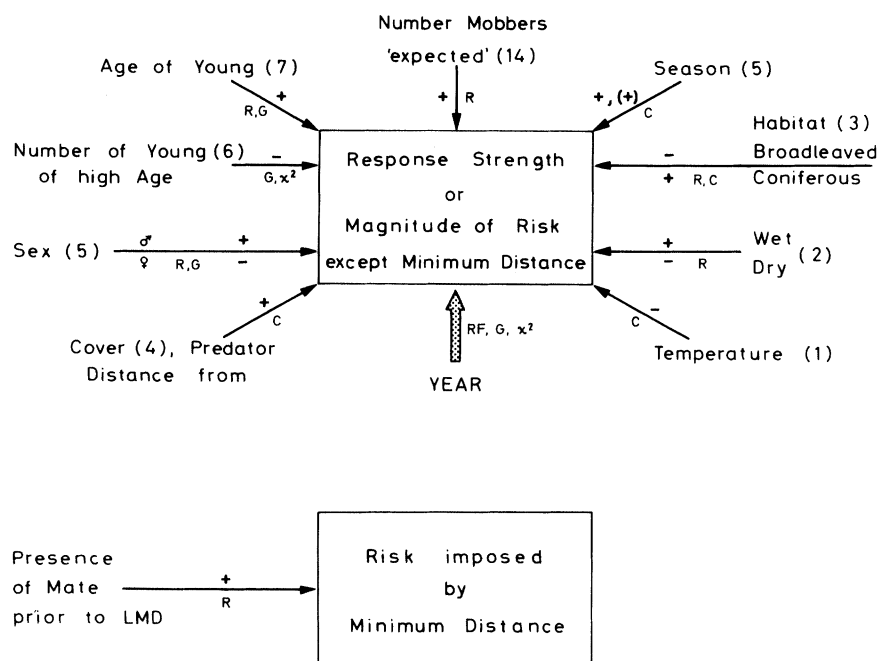 Number Mobbers
'expected' (14)
Age of Young (7)
+
R,G
+ R
Season (5)
+,(+)
C
Number of Young (6)
of high Age
−
G,x²
Response Strength
or
Magnitude of Risk
except Minimum Distance
Habitat (3)
− Broadleaved
+ R,C Coniferous
Sex (5)
♂ +
♀ R,G −
+ Wet
− R Dry (2)
+
C
Cover (4), Predator
Distance from
RF, G, x²
YEAR
−
C
Temperature (1)
Presence
of Mate
prior to LMD
+
R
Risk imposed
by
Minimum Distance